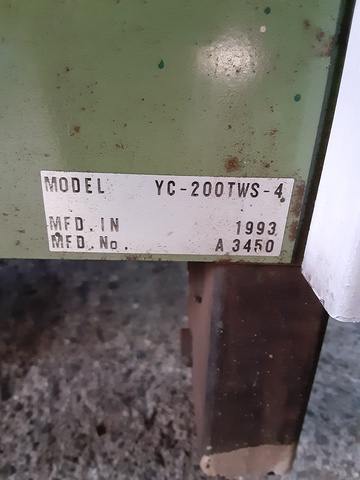 MODEL YC-200TWS-4
MFD. IN 1993
MFD. No. A 3450